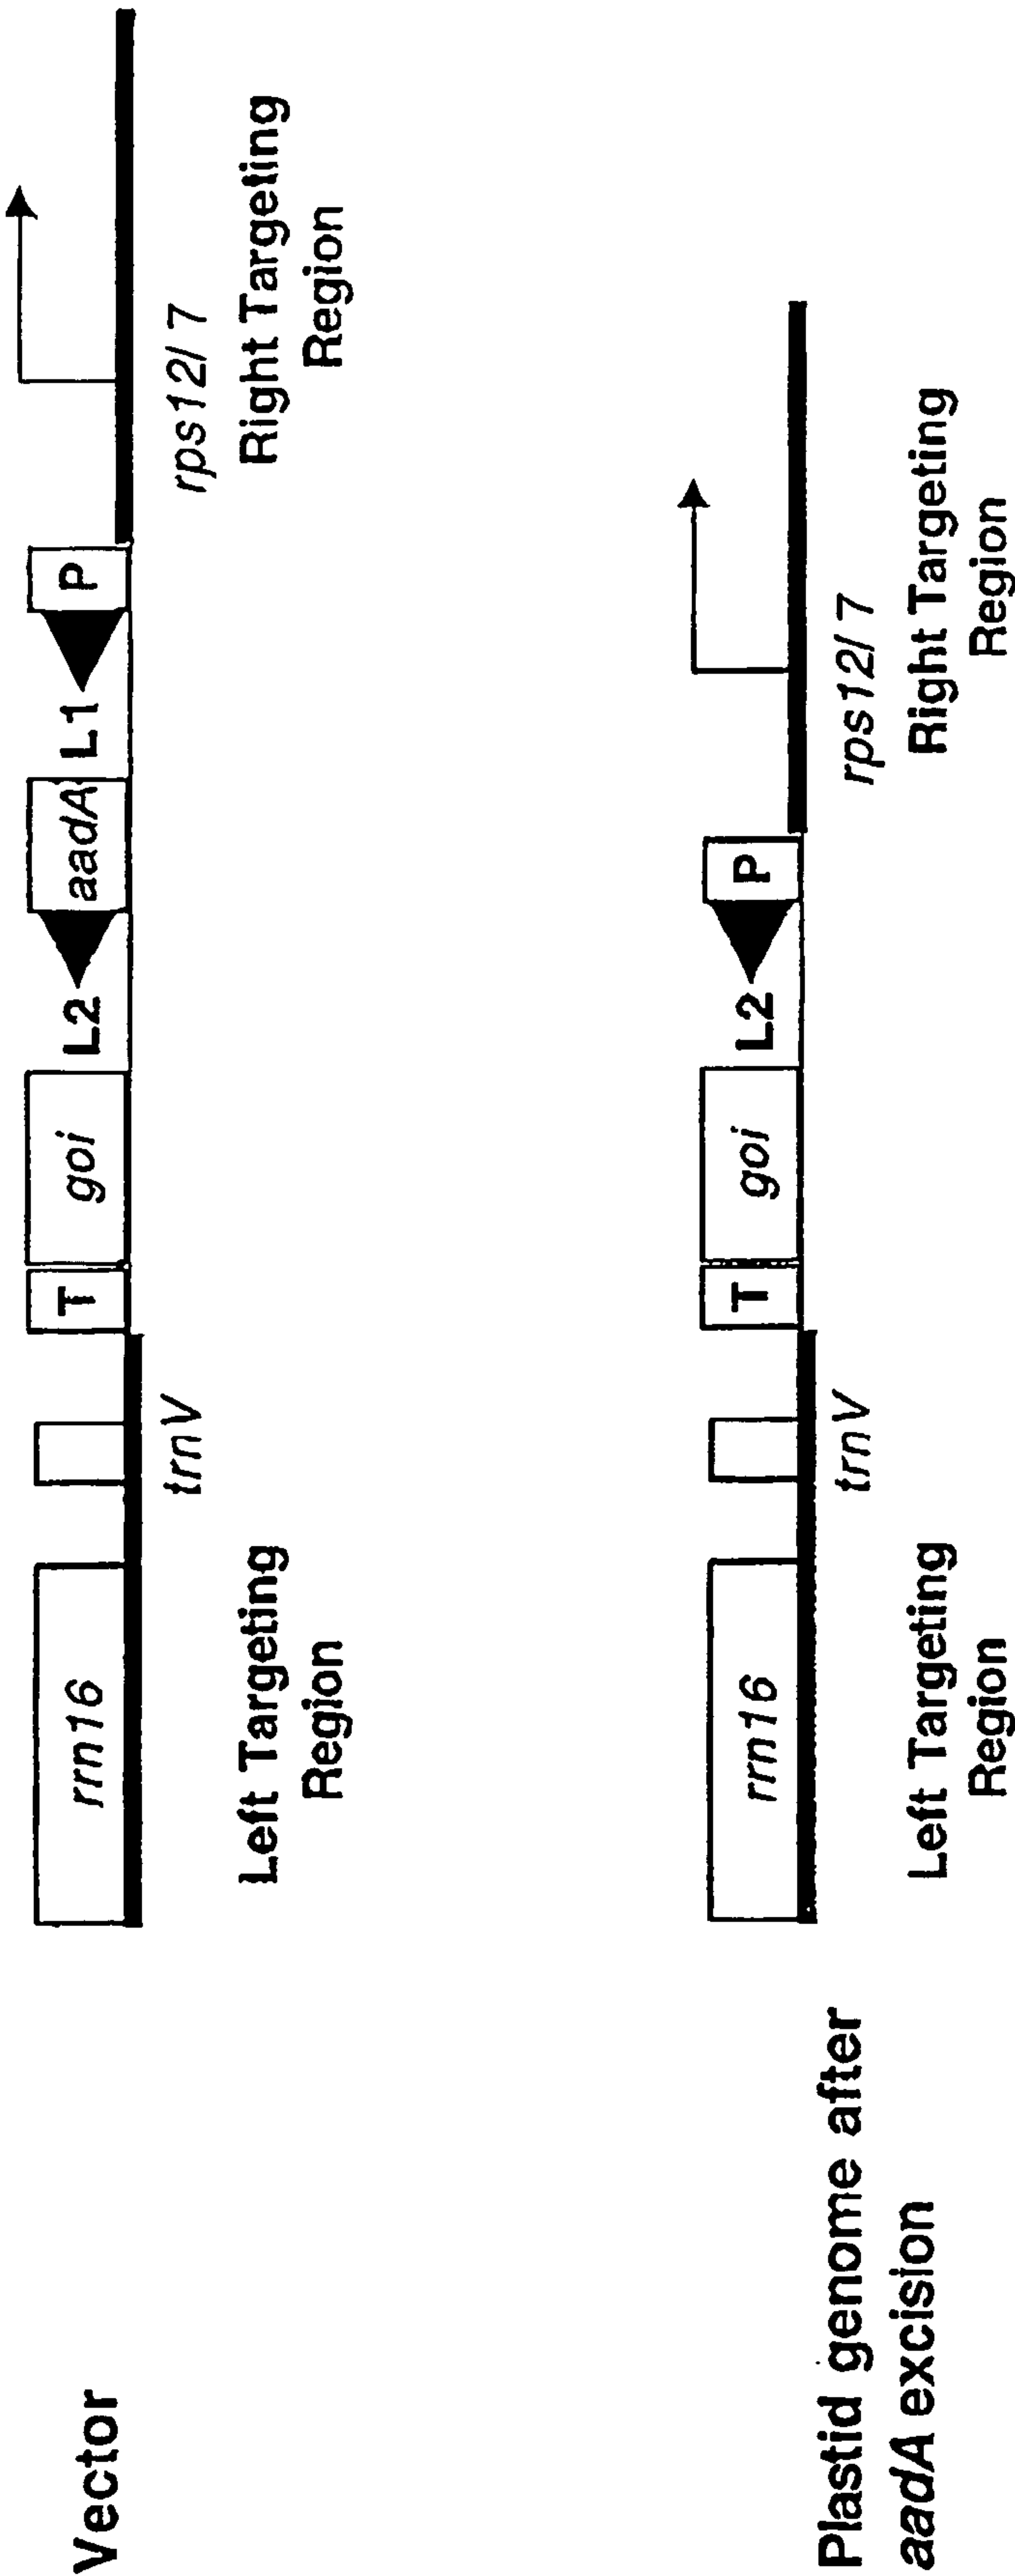 Vector
rrn16
trnV
T
goi
L2
aadA
L1
P
rps12/7
Left Targeting
Region
Right Targeting
Region
Plastid genome after
aadA excision
rrn16
trnV
T
goi
L2
P
rps12/7
Left Targeting
Region
Right Targeting
Region